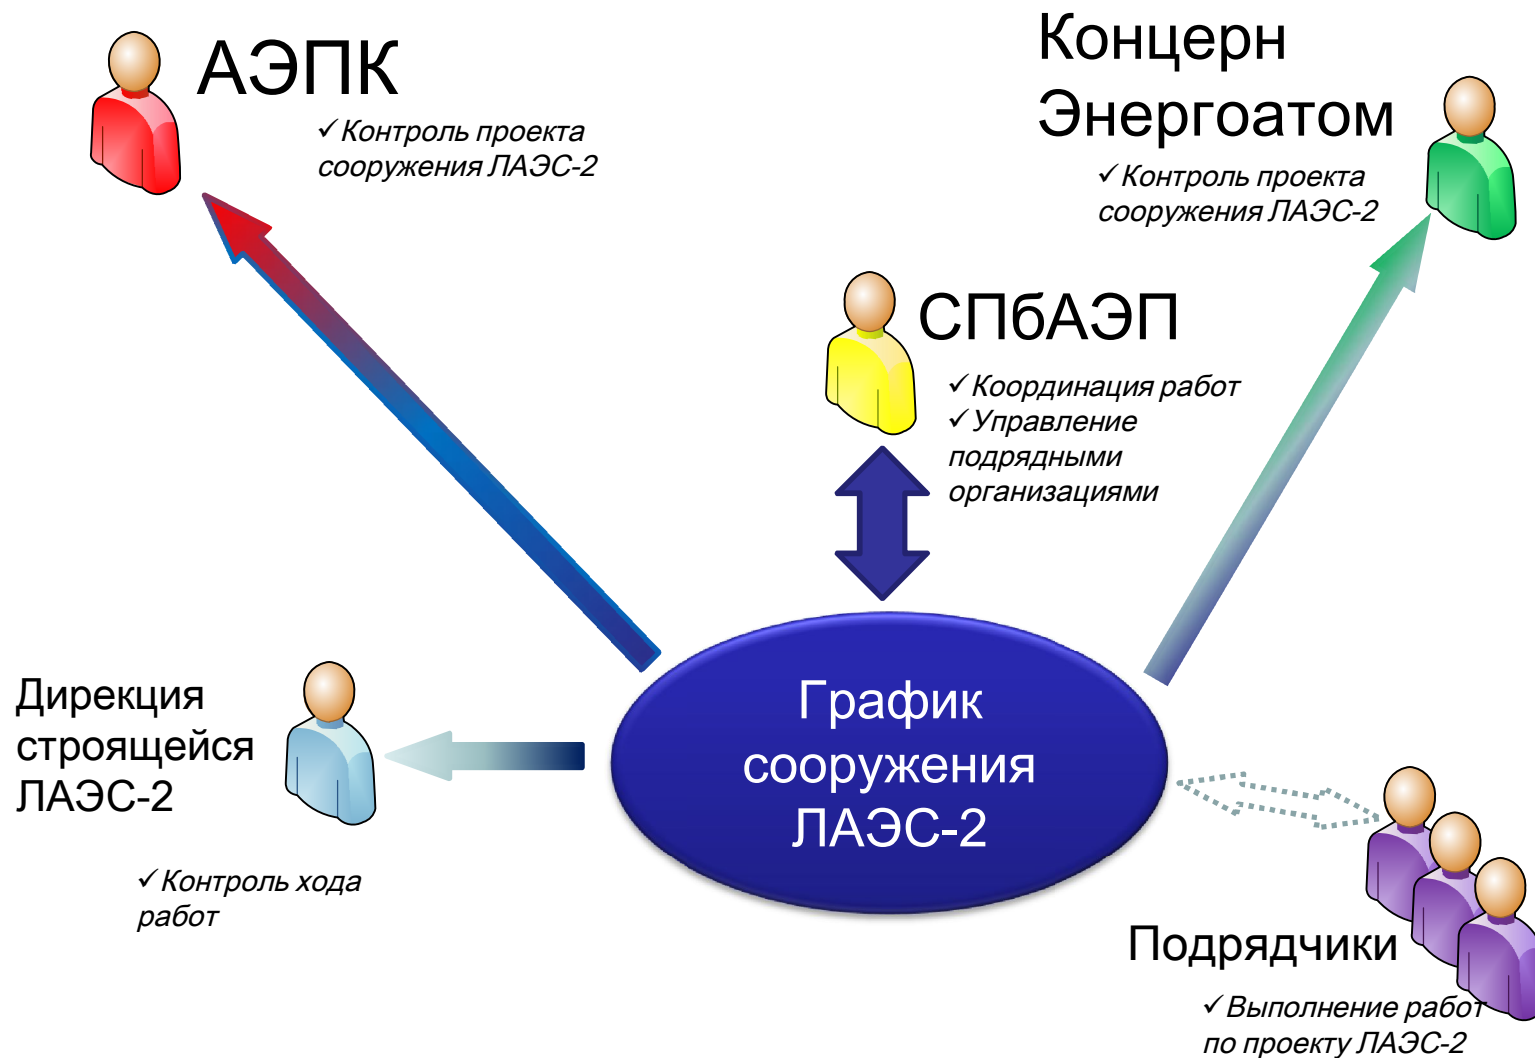 АЭПК
✓Контроль проекта
сооружения ЛАЭС-2
Концерн
Энергоатом
✓Контроль проекта
сооружения ЛАЭС-2
СПбАЭП
✓Координация работ
✓Управление
подрядными
организациями
Дирекция
строящейся
ЛАЭС-2
✓Контроль хода
работ
График
сооружения
ЛАЭС-2
Подрядчики
✓Выполнение работ
по проекту ЛАЭС-2